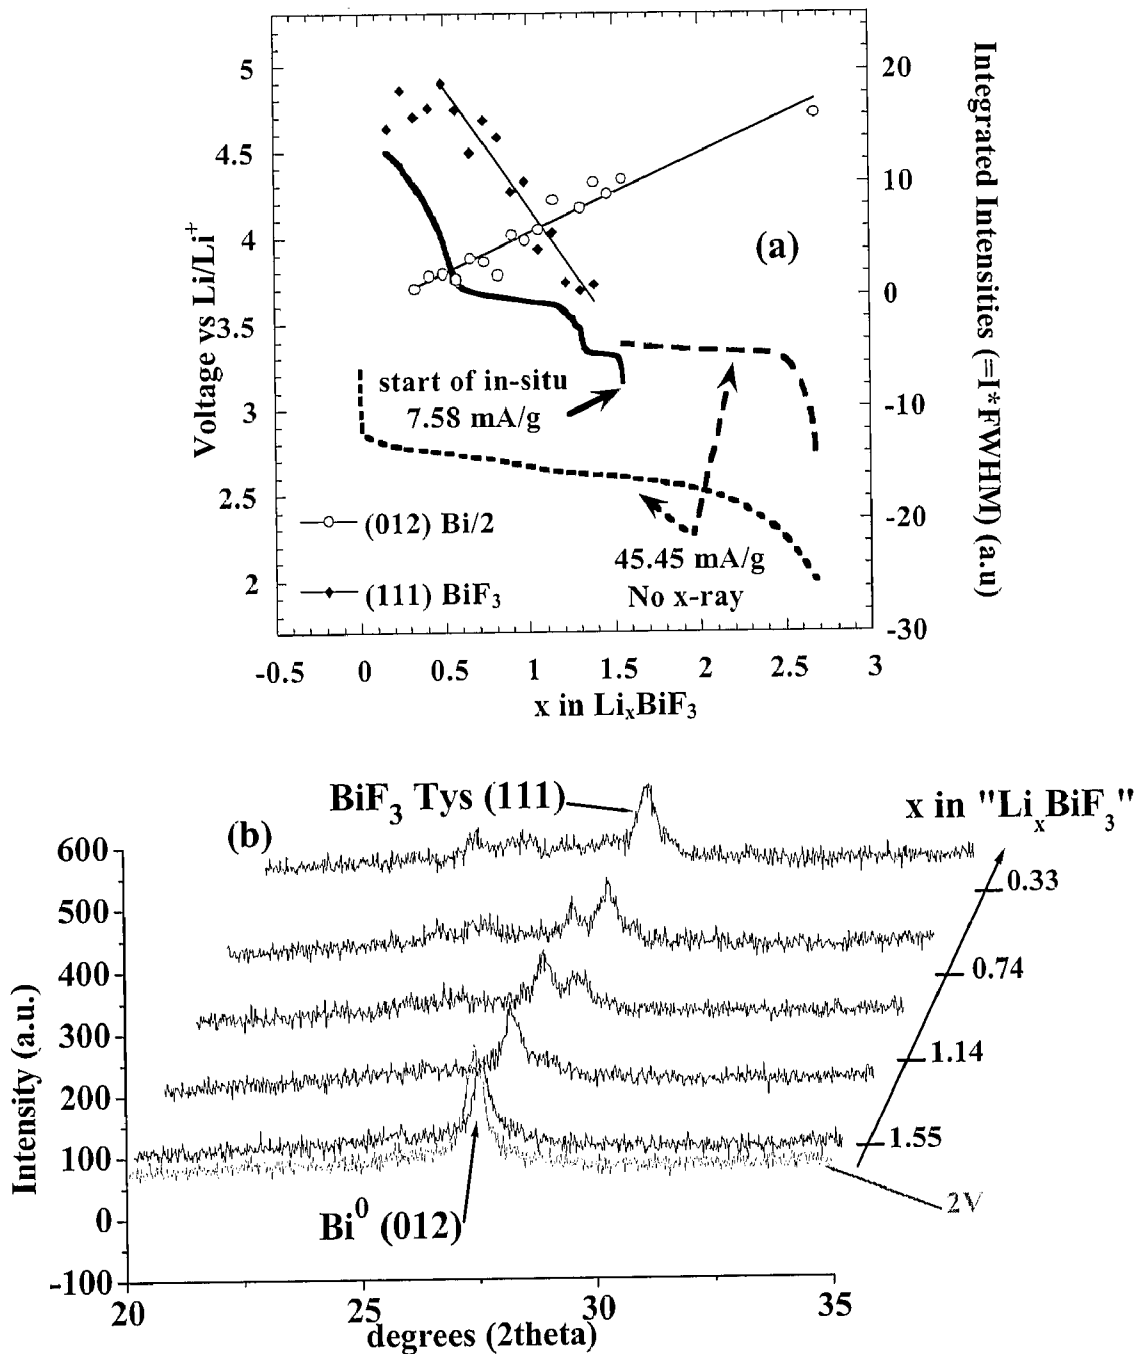 5
4.5
4
3.5
3
2.5
2
Voltage vs Li/Li⁺
20
10
0
-10
-20
-30
Integrated Intensities (=I*FWHM) (a.u)
(a)
start of in-situ
7.58 mA/g
(012) Bi/2
(111) BiF₃
45.45 mA/g
No x-ray
-0.5 0 0.5 1 1.5 2 2.5 3
x in LiₓBiF₃
BiF₃ Tys (111)
x in "LiₓBiF₃"
(b)
600
500
400
300
200
100
0
-100
Intensity (a.u.)
0.33
0.74
1.14
1.55
2V
Bi⁰ (012)
20 25 30 35
degrees (2theta)